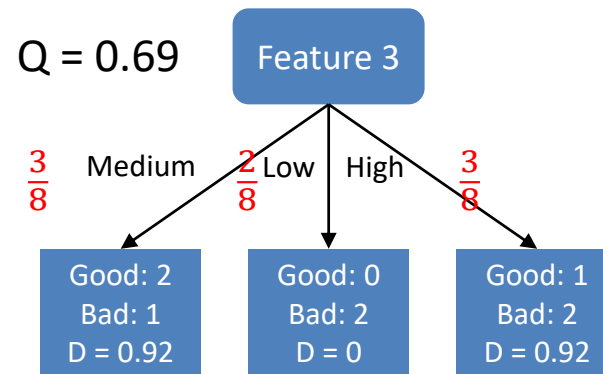 Q = 0.69
Feature 3
3/8
Medium
2/8
Low
High
3/8
Good: 2
Bad: 1
D = 0.92
Good: 0
Bad: 2
D = 0
Good: 1
Bad: 2
D = 0.92